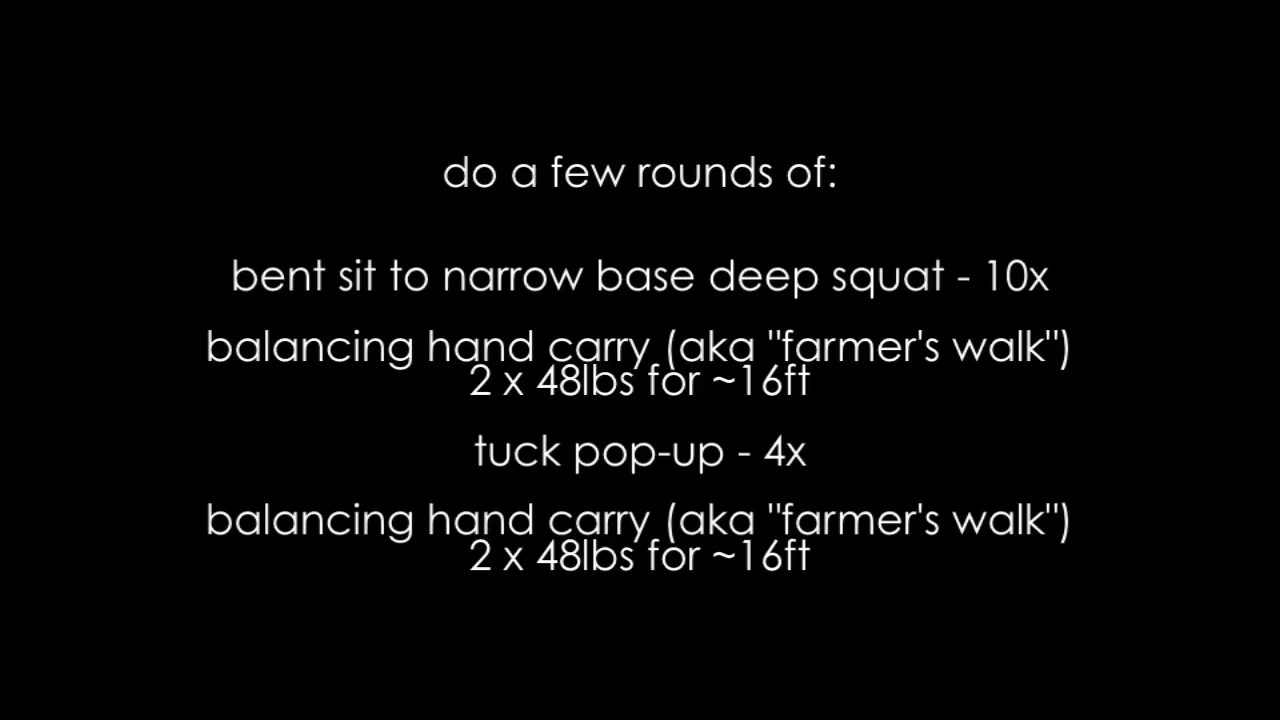 do a few rounds of:
bent sit to narrow base deep squat - 10x
balancing hand carry (aka "farmer's walk")
2 x 48lbs for ~16ft
tuck pop-up - 4x
balancing hand carry (aka "farmer's walk")
2 x 48lbs for ~16ft